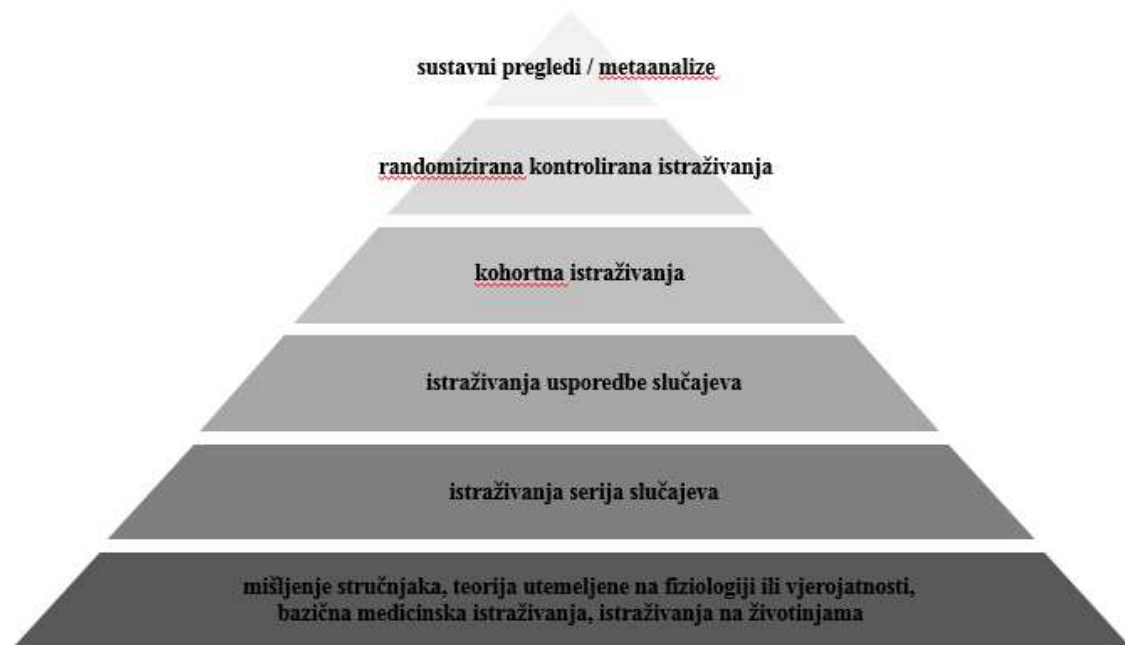 sustavni pregledi / metaanalize
randomizirana kontrolirana istraživanja
kohortna istraživanja
istraživanja usporedbe slučajeva
istraživanja serija slučajeva
mišljenje stručnjaka, teorija utemeljene na fiziologiji ili vjerojatnosti,
bazična medicinska istraživanja, istraživanja na životinjama